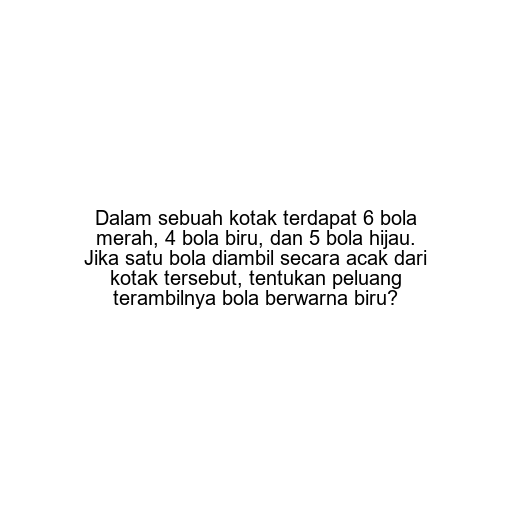 Dalam sebuah kotak terdapat 6 bola
merah, 4 bola biru, dan 5 bola hijau.
Jika satu bola diambil secara acak dari
kotak tersebut, tentukan peluang
terambilnya bola berwarna biru?